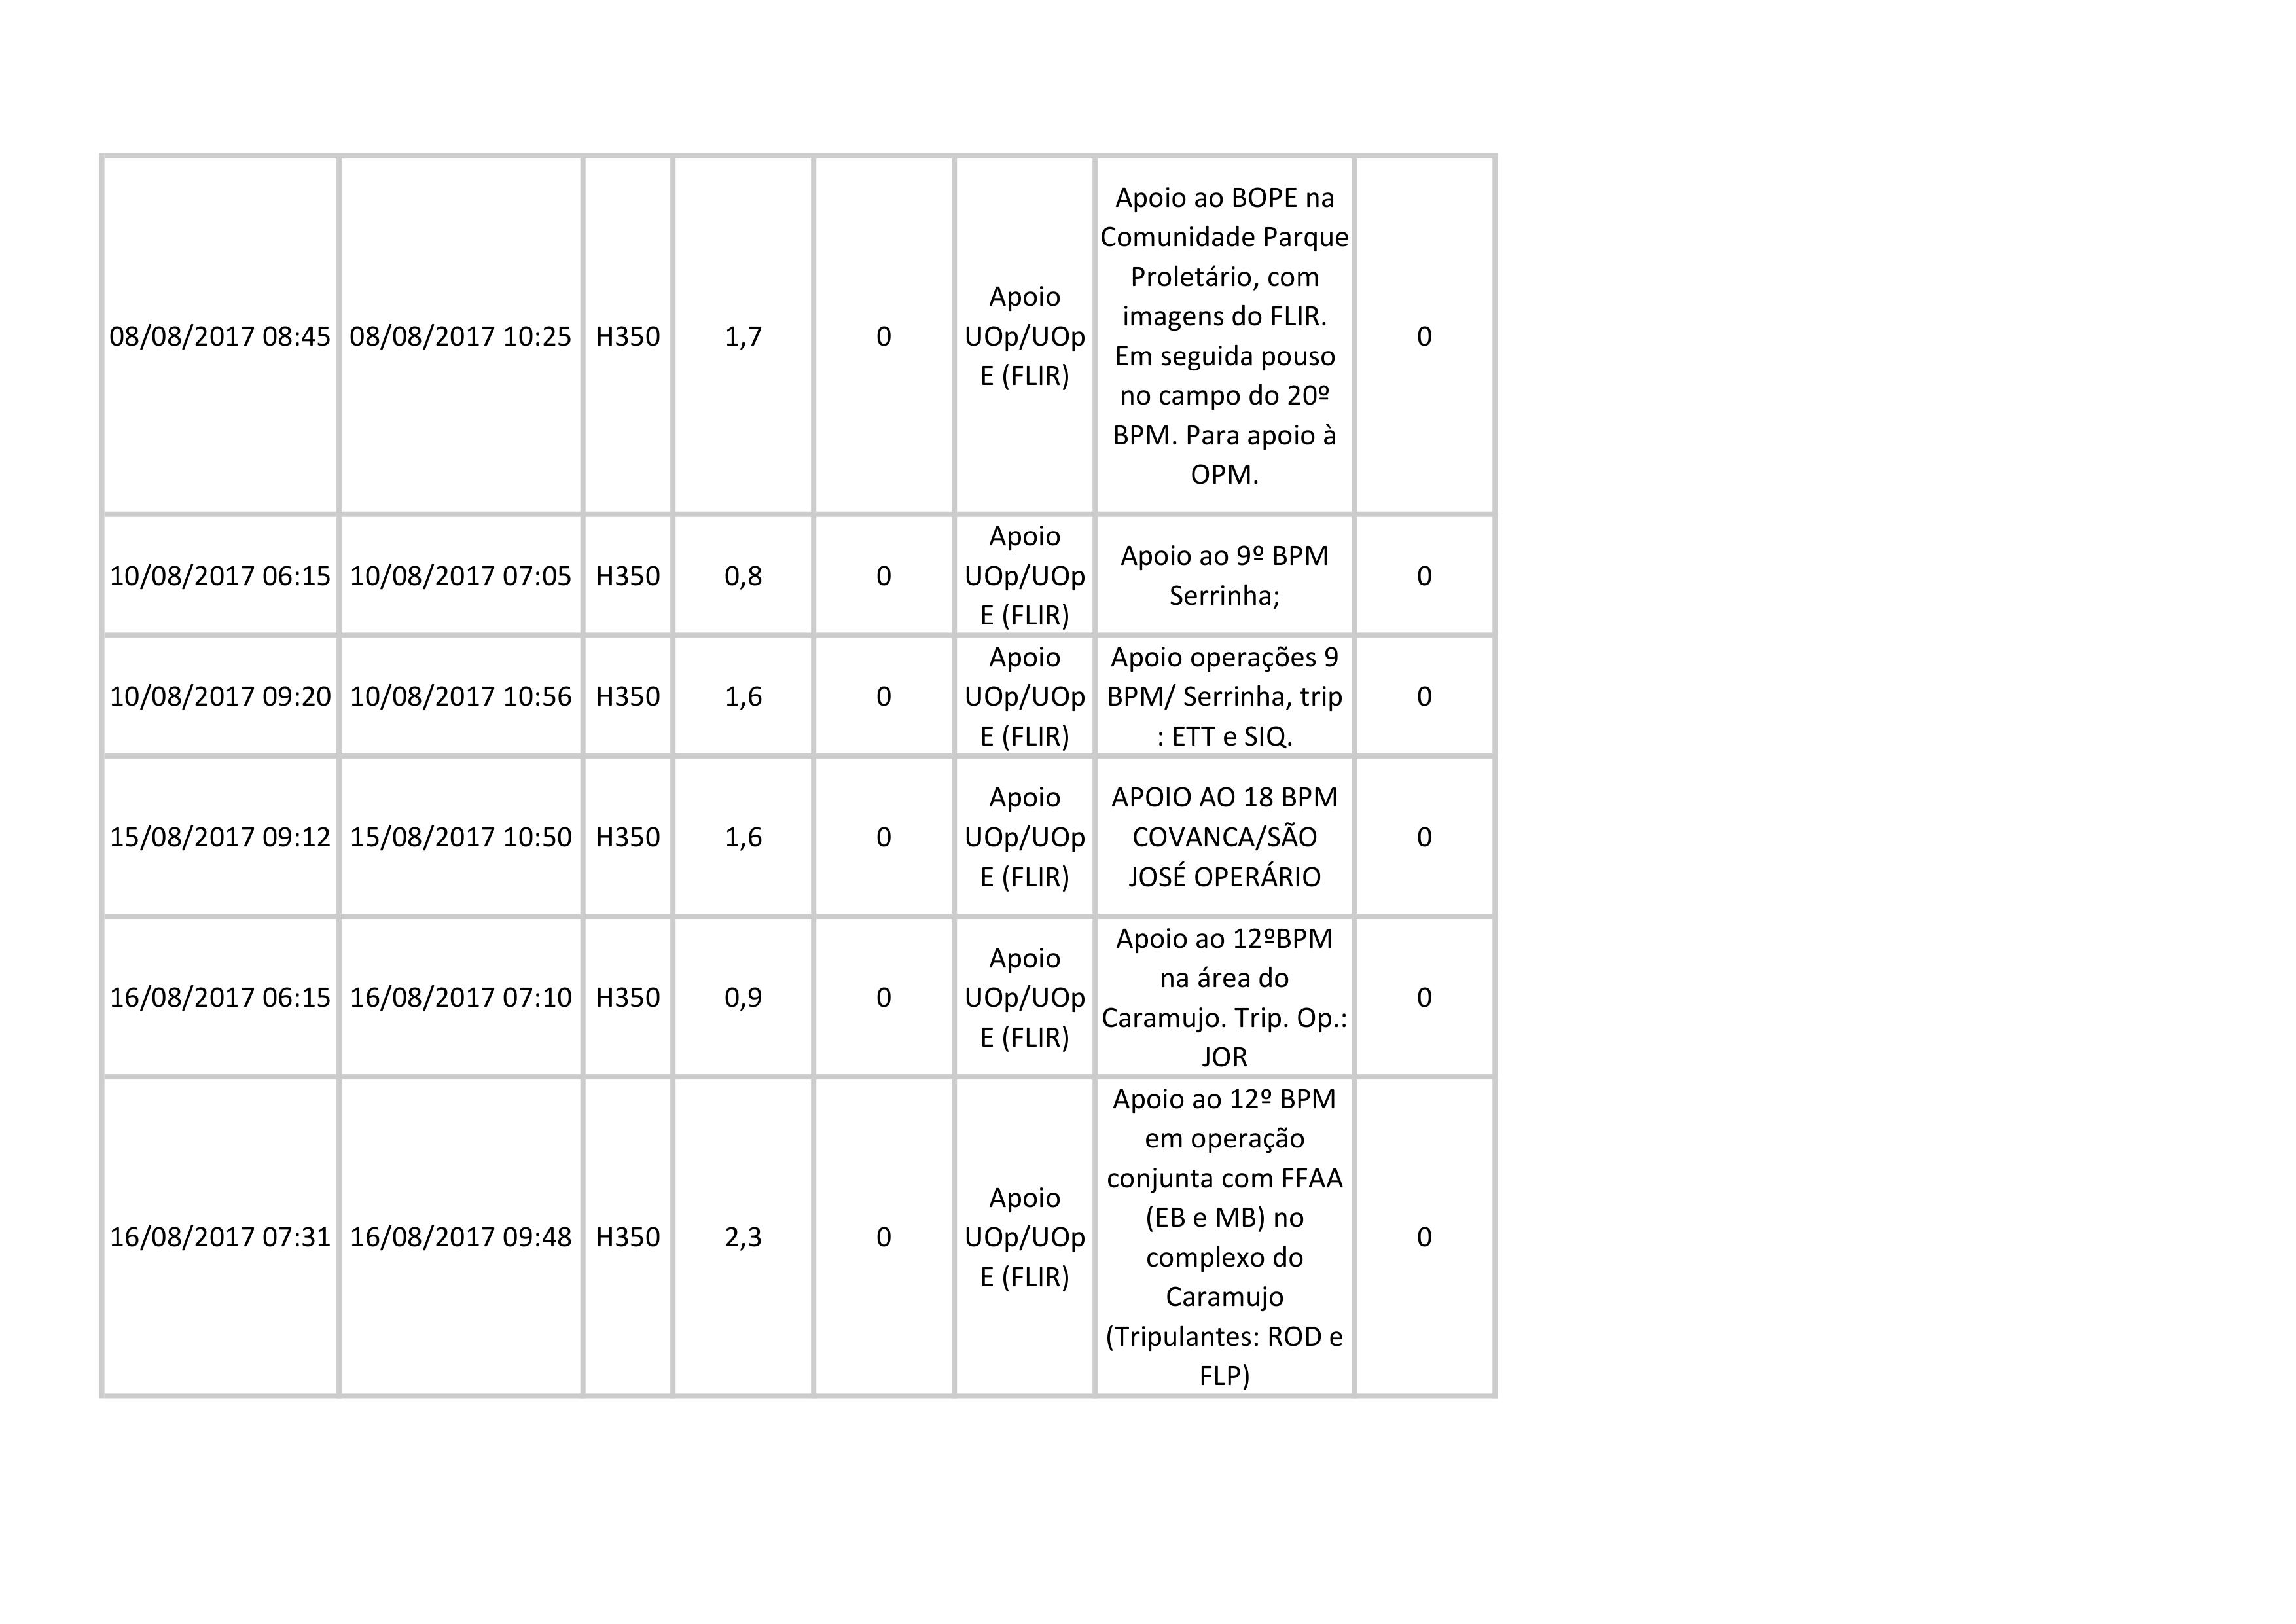 08/08/2017 08:45 08/08/2017 10:25 H350 1,7 0 Apoio UOp/UOp E (FLIR) Apoio ao BOPE na Comunidade Parque Proletário, com imagens do FLIR. Em seguida pouso no campo do 20º BPM. Para apoio à OPM. 0
10/08/2017 06:15 10/08/2017 07:05 H350 0,8 0 Apoio UOp/UOp E (FLIR) Apoio ao 9º BPM Serrinha; 0
10/08/2017 09:20 10/08/2017 10:56 H350 1,6 0 Apoio UOp/UOp E (FLIR) Apoio operações 9 BPM/ Serrinha, trip : ETT e SIQ. 0
15/08/2017 09:12 15/08/2017 10:50 H350 1,6 0 Apoio UOp/UOp E (FLIR) APOIO AO 18 BPM COVANCA/SÃO JOSÉ OPERÁRIO 0
16/08/2017 06:15 16/08/2017 07:10 H350 0,9 0 Apoio UOp/UOp E (FLIR) Apoio ao 12ºBPM na área do Caramujo. Trip. Op.: JOR 0
16/08/2017 07:31 16/08/2017 09:48 H350 2,3 0 Apoio UOp/UOp E (FLIR) Apoio ao 12º BPM em operação conjunta com FFAA (EB e MB) no complexo do Caramujo (Tripulantes: ROD e FLP) 0